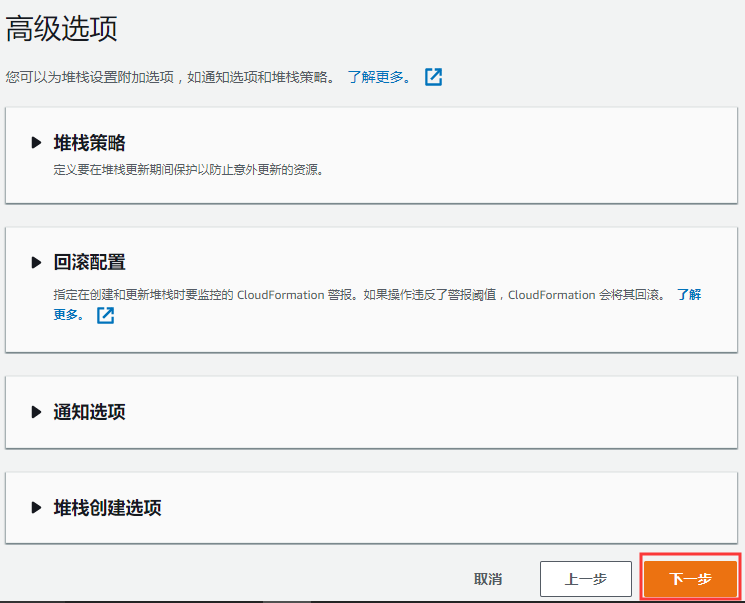 高级选项
您可以为堆栈设置附加选项，如通知选项和堆栈策略。 了解更多。
堆栈策略
定义要在堆栈更新期间保护以防止意外更新的资源。
回滚配置
指定在创建和更新堆栈时要监控的 CloudFormation 警报。如果操作违反了警报阈值，CloudFormation 会将其回滚。 了解
更多。
通知选项
堆栈创建选项
取消 上一步 下一步